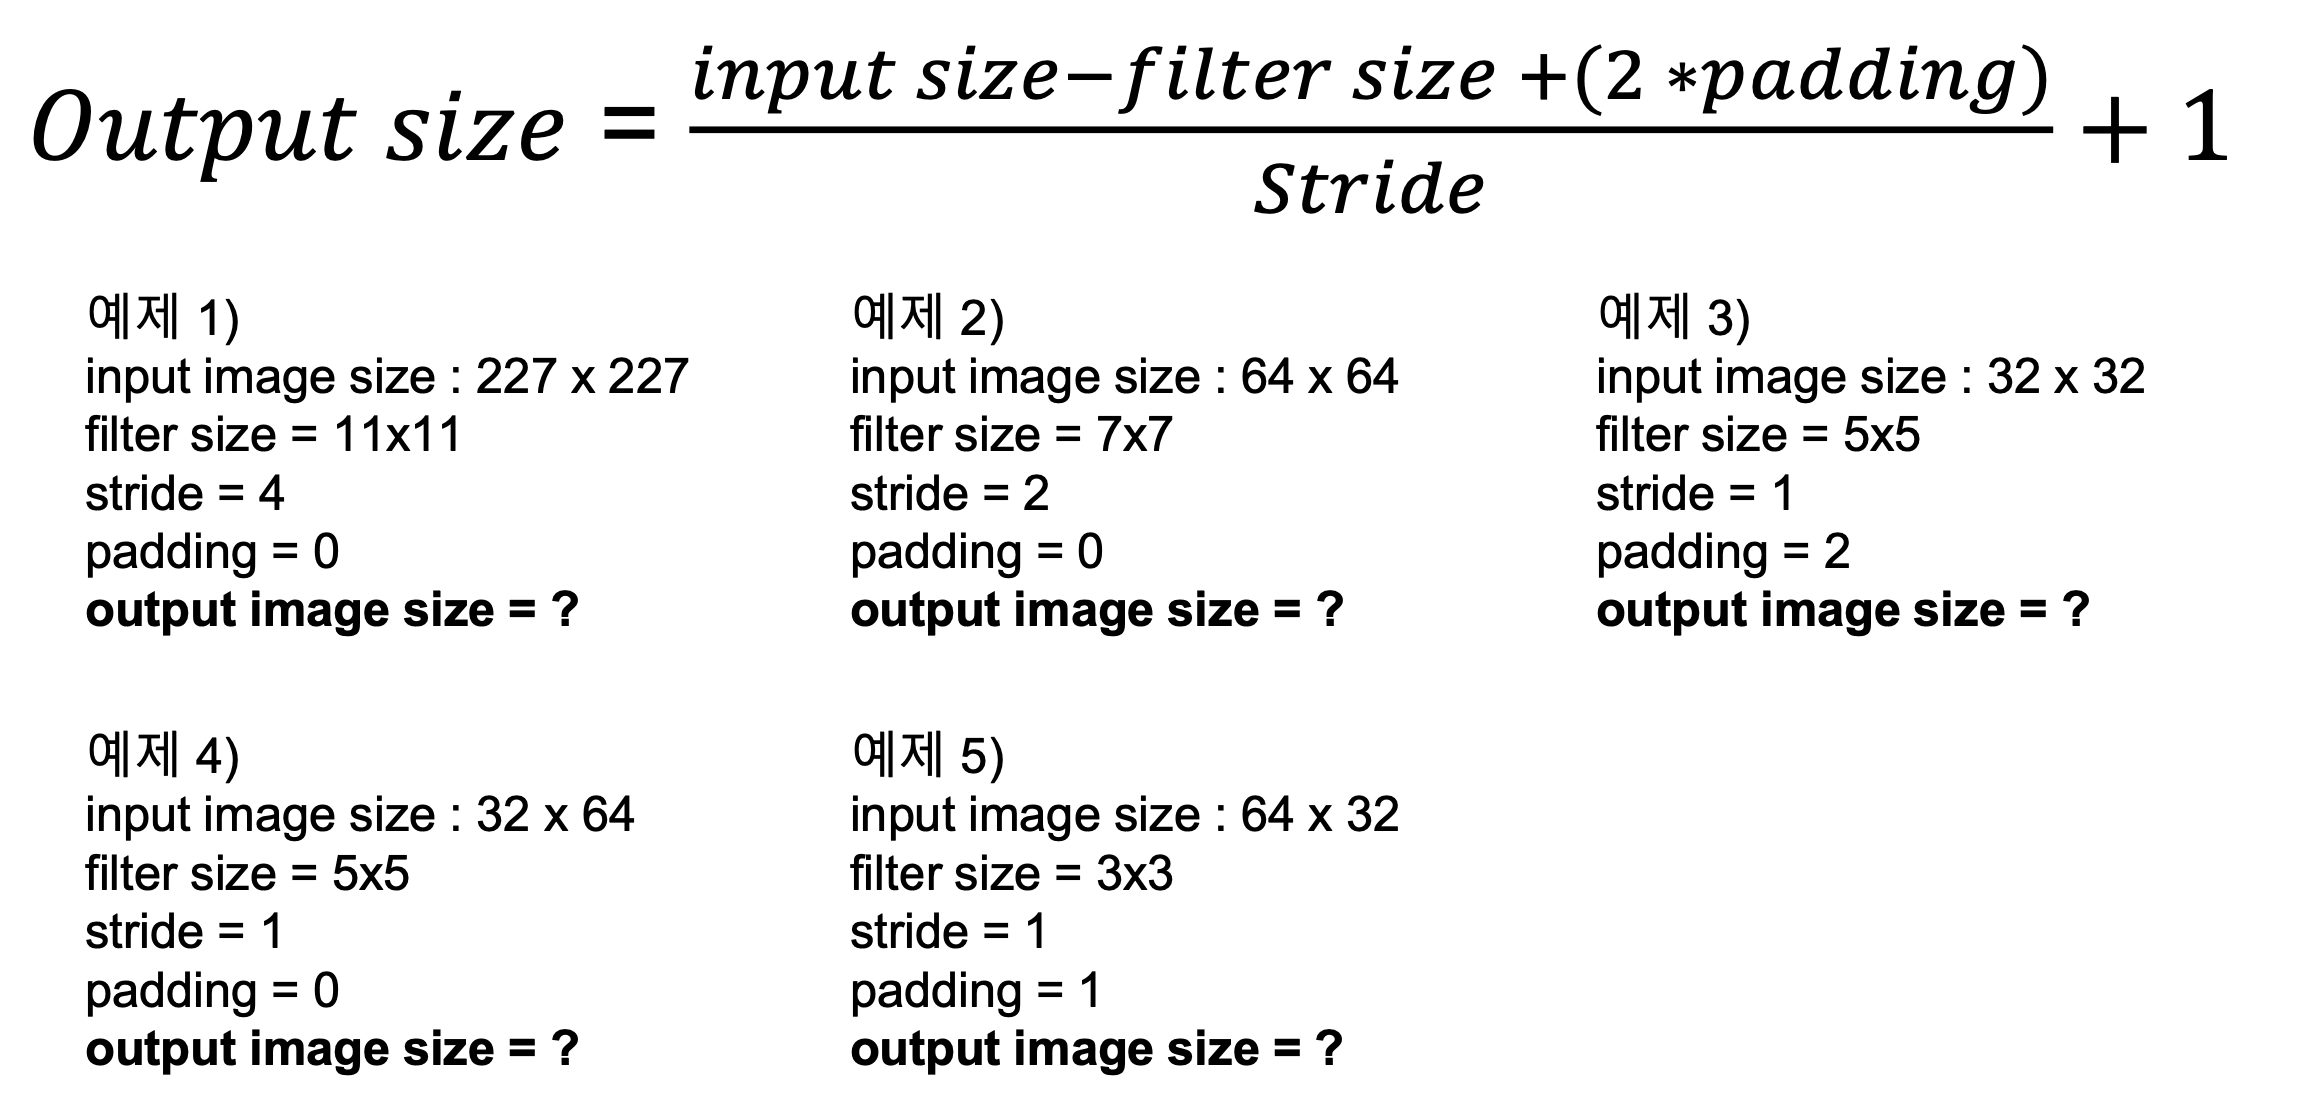 Output size = \frac{input size−filter size +(2 *padding)}{Stride} + 1
예제 1)
input image size : 227 x 227
filter size = 11x11
stride = 4
padding = 0
output image size = ?
예제 2)
input image size : 64 x 64
filter size = 7x7
stride = 2
padding = 0
output image size = ?
예제 3)
input image size : 32 x 32
filter size = 5x5
stride = 1
padding = 2
output image size = ?
예제 4)
input image size : 32 x 64
filter size = 5x5
stride = 1
padding = 0
output image size = ?
예제 5)
input image size : 64 x 32
filter size = 3x3
stride = 1
padding = 1
output image size = ?